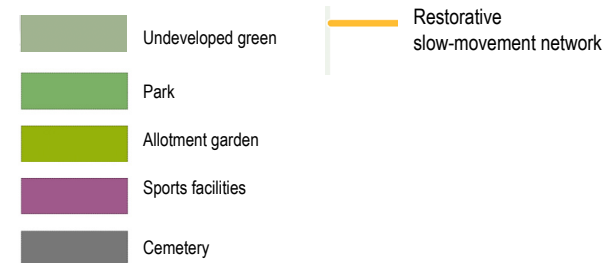 Undeveloped green
Park
Allotment garden
Sports facilities
Cemetery
Restorative
slow-movement network